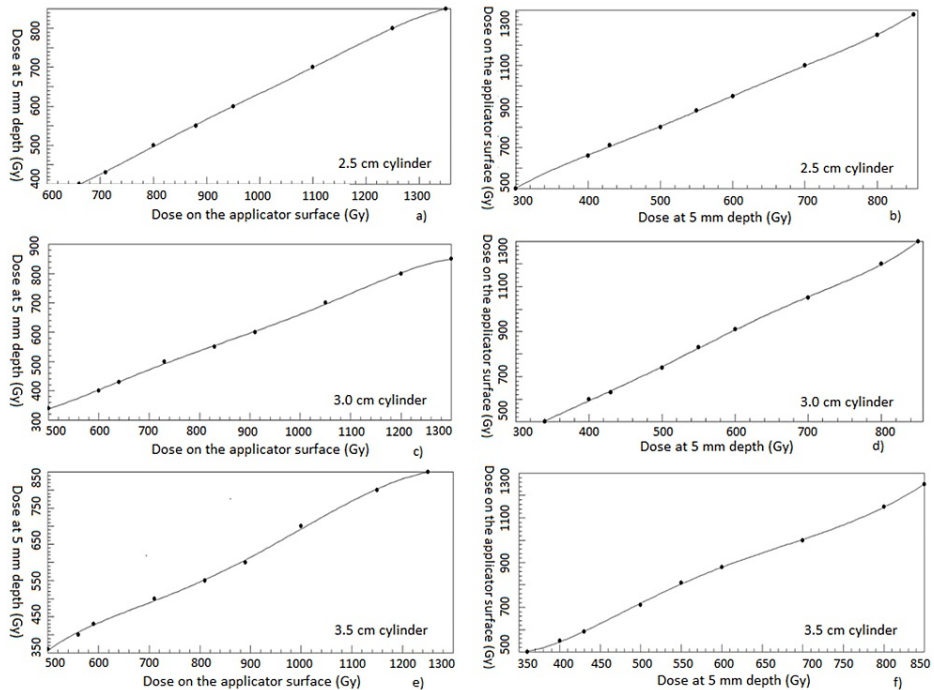 Dose at 5 mm depth (Gy)
400 500 600 700 800
2.5 cm cylinder
600 700 800 900 1000 1100 1200 1300
Dose on the applicator surface (Gy)
a)
Dose on the applicator surface (Gy)
500 700 900 1100 1300
2.5 cm cylinder
300 400 500 600 700 800
Dose at 5 mm depth (Gy)
b)
Dose at 5 mm depth (Gy)
300 400 500 600 700 800 900
3.0 cm cylinder
500 600 700 800 900 1000 1100 1200 1300
Dose on the applicator surface (Gy)
c)
Dose on the applicator surface (Gy)
500 700 900 1100 1300
3.0 cm cylinder
300 400 500 600 700 800
Dose at 5 mm depth (Gy)
d)
Dose at 5 mm depth (Gy)
350 450 550 650 750 850
3.5 cm cylinder
500 600 700 800 900 1000 1100 1200 1300
Dose on the applicator surface (Gy)
e)
Dose on the applicator surface (Gy)
500 700 900 1100 1300
3.5 cm cylinder
350 400 450 500 550 600 650 700 750 800 850
Dose at 5 mm depth (Gy)
f)